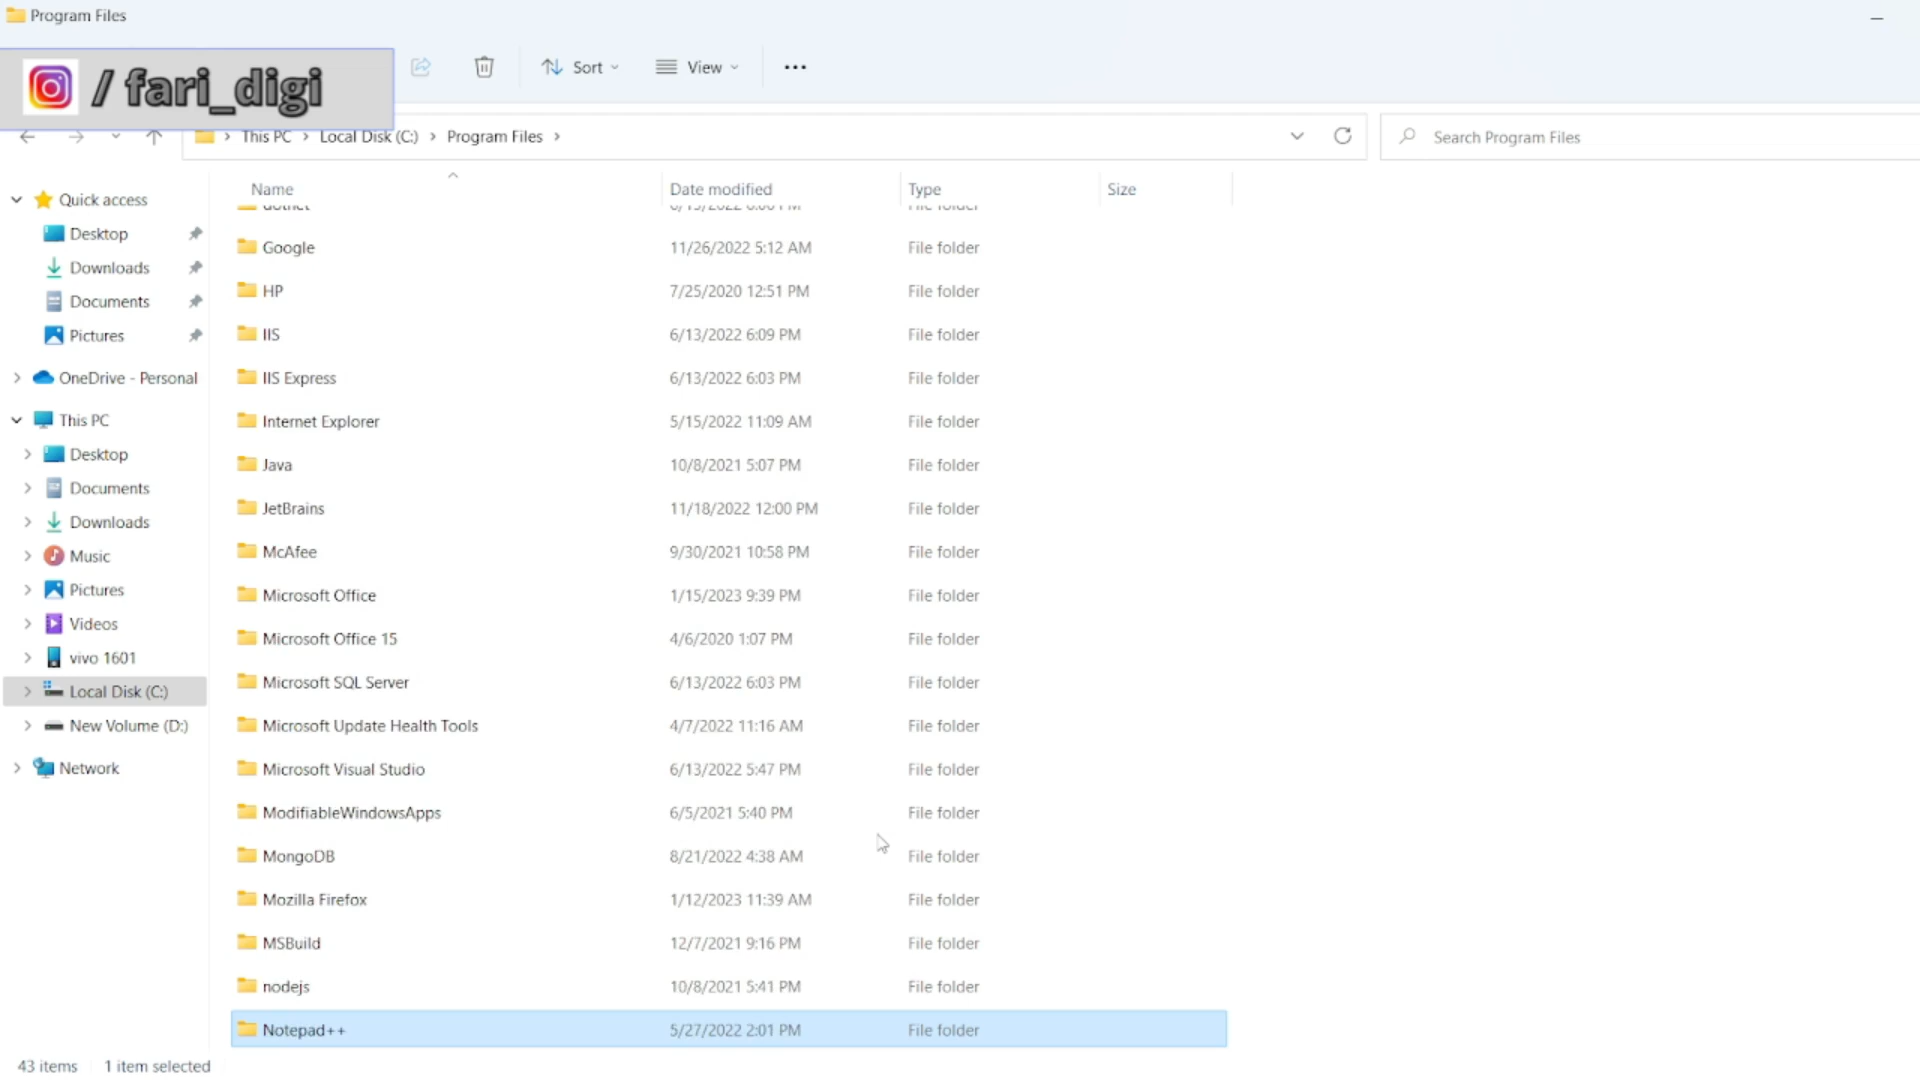 Program Files
/ fari_digi
Sort
View
This PC > Local Disk (C:) > Program Files >
Search Program Files
Name Date modified Type Size
Quick access
Desktop
Downloads
Documents
Pictures
OneDrive - Personal
This PC
Desktop
Documents
Downloads
Music
Pictures
Videos
vivo 1601
Local Disk (C:)
New Volume (D:)
Network
dotnet File folder
Google 11/26/2022 5:12 AM File folder
HP 7/25/2020 12:51 PM File folder
IIS 6/13/2022 6:09 PM File folder
IIS Express 6/13/2022 6:03 PM File folder
Internet Explorer 5/15/2022 11:09 AM File folder
Java 10/8/2021 5:07 PM File folder
JetBrains 11/18/2022 12:00 PM File folder
McAfee 9/30/2021 10:58 PM File folder
Microsoft Office 1/15/2023 9:39 PM File folder
Microsoft Office 15 4/6/2020 1:07 PM File folder
Microsoft SQL Server 6/13/2022 6:03 PM File folder
Microsoft Update Health Tools 4/7/2022 11:16 AM File folder
Microsoft Visual Studio 6/13/2022 5:47 PM File folder
ModifiableWindowsApps 6/5/2021 5:40 PM File folder
MongoDB 8/21/2022 4:38 AM File folder
Mozilla Firefox 1/12/2023 11:39 AM File folder
MSBuild 12/7/2021 9:16 PM File folder
nodejs 10/8/2021 5:41 PM File folder
Notepad++ 5/27/2022 2:01 PM File folder
43 items 1 item selected